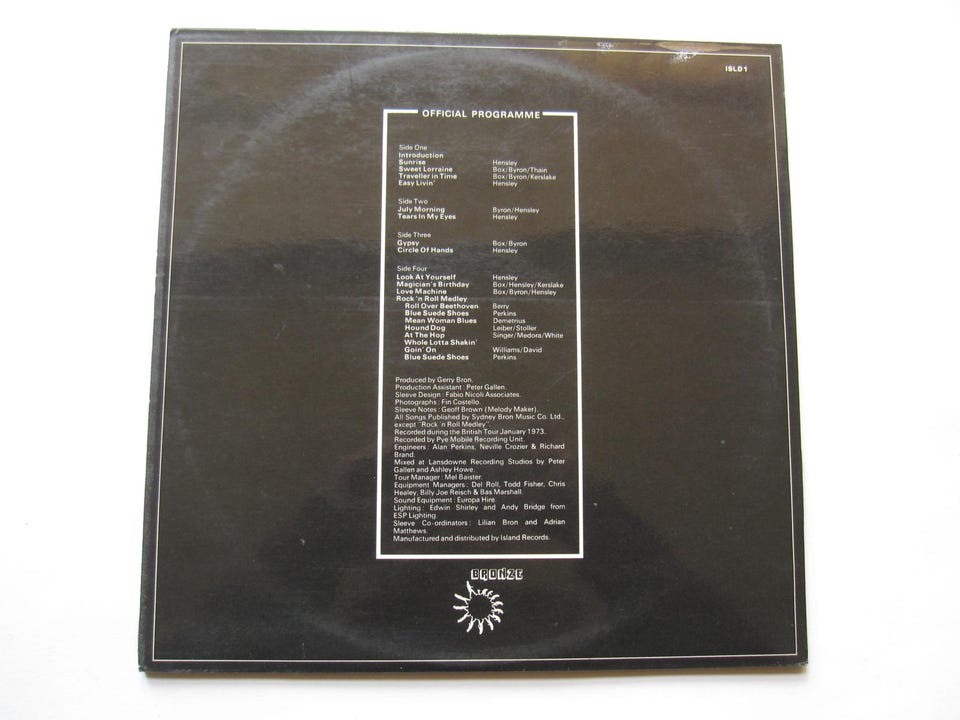 ISLD 1
OFFICIAL PROGRAMME
Side One
Introduction
Sunrise Hensley
Sweet Lorraine Box/Byron/Thain
Traveller in Time Box/Byron/Kerslake
Easy Livin' Hensley
Side Two
July Morning Byron/Hensley
Tears In My Eyes Hensley
Side Three
Gypsy Box/Byron
Circle Of Hands Hensley
Side Four
Look At Yourself Hensley
Magician's Birthday Box/Hensley/Kerslake
Love Machine Box/Byron/Hensley
Rock 'n Roll Medley
Roll Over Beethoven Berry
Blue Suede Shoes Perkins
Mean Woman Blues Demetrius
Hound Dog Leiber/Stoller
At The Hop Singer/Medora/White
Whole Lotta Shakin'
Goin' On Williams/David
Blue Suede Shoes Perkins
Produced by Gerry Bron.
Production Assistant : Peter Gallen.
Sleeve Design : Fabio Nicoli Associates.
Photographs : Fin Costello.
Sleeve Notes : Geoff Brown (Melody Maker).
All Songs Published by Sydney Bron Music Co. Ltd.,
except "Rock 'n Roll Medley".
Recorded during the British Tour January 1973.
Recorded by Pye Mobile Recording Unit.
Engineers : Alan Perkins, Neville Crozier & Richard
Brand.
Mixed at Lansdowne Recording Studios by Peter
Gallen and Ashley Howe.
Tour Manager : Mel Baister.
Equipment Managers : Del Roll, Todd Fisher, Chris
Healey, Billy Joe Reisch & Bas Marshall.
Sound Equipment : Europa Hire.
Lighting : Edwin Shirley and Andy Bridge from
ESP Lighting.
Sleeve Co-ordinators : Lilian Bron and Adrian
Matthews.
Manufactured and distributed by Island Records.
BRONZE